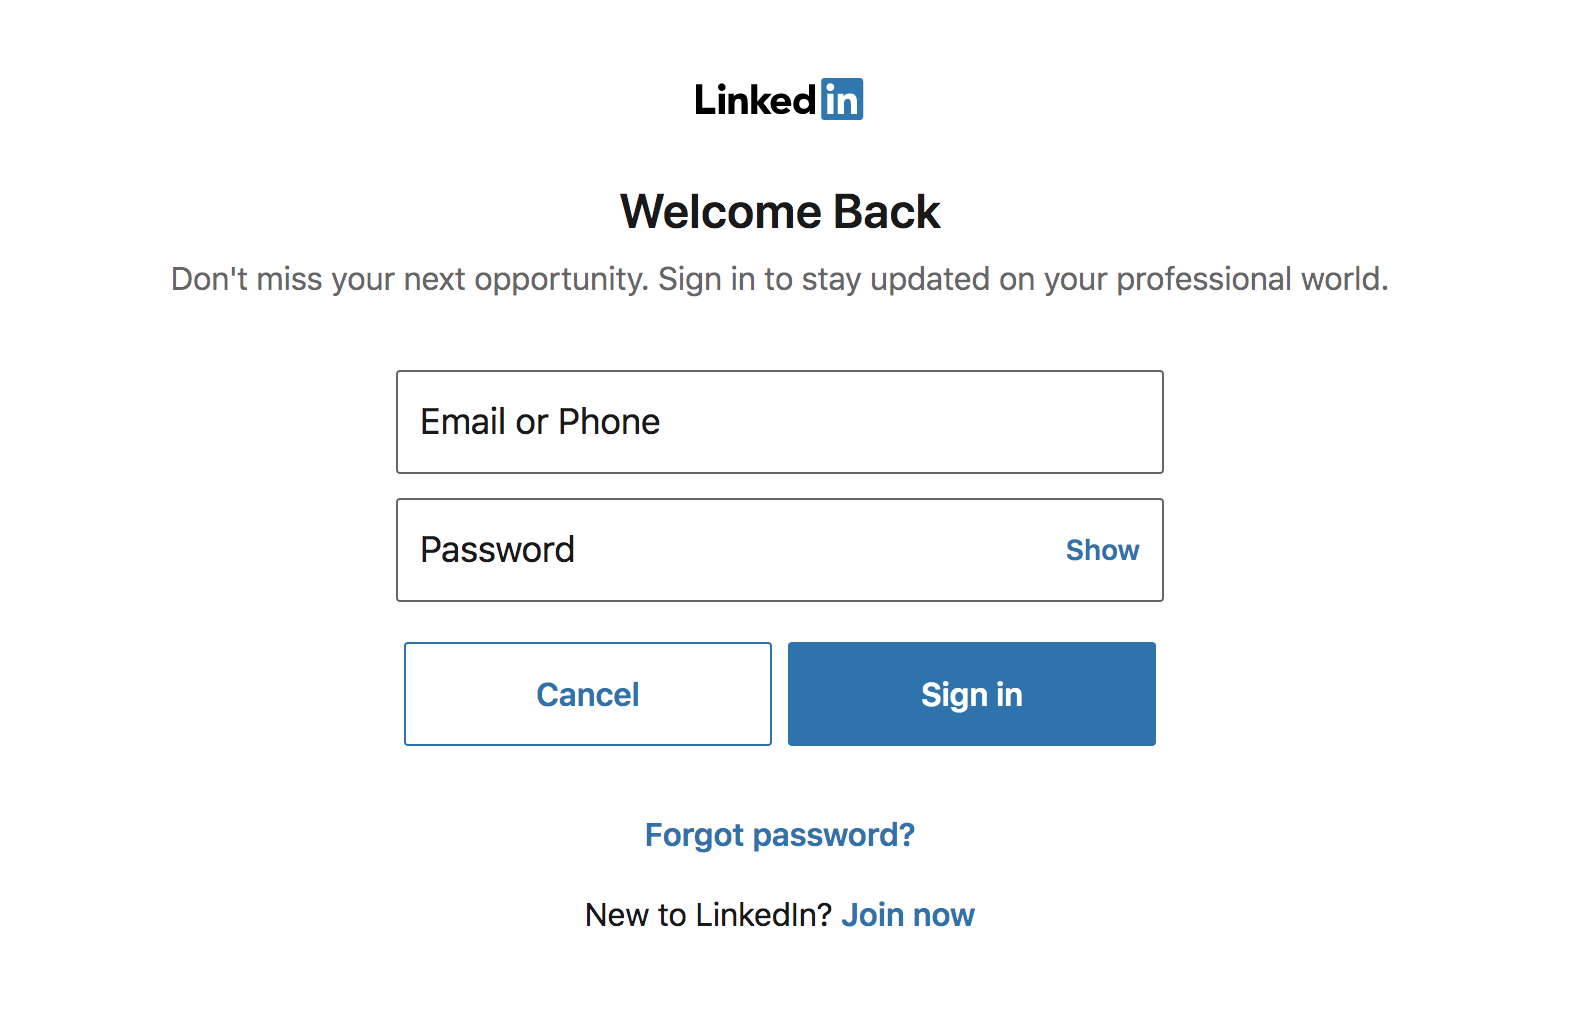 Linkedin
Welcome Back
Don't miss your next opportunity. Sign in to stay updated on your professional world.
Email or Phone
Password Show
Cancel Sign in
Forgot password?
New to LinkedIn? Join now